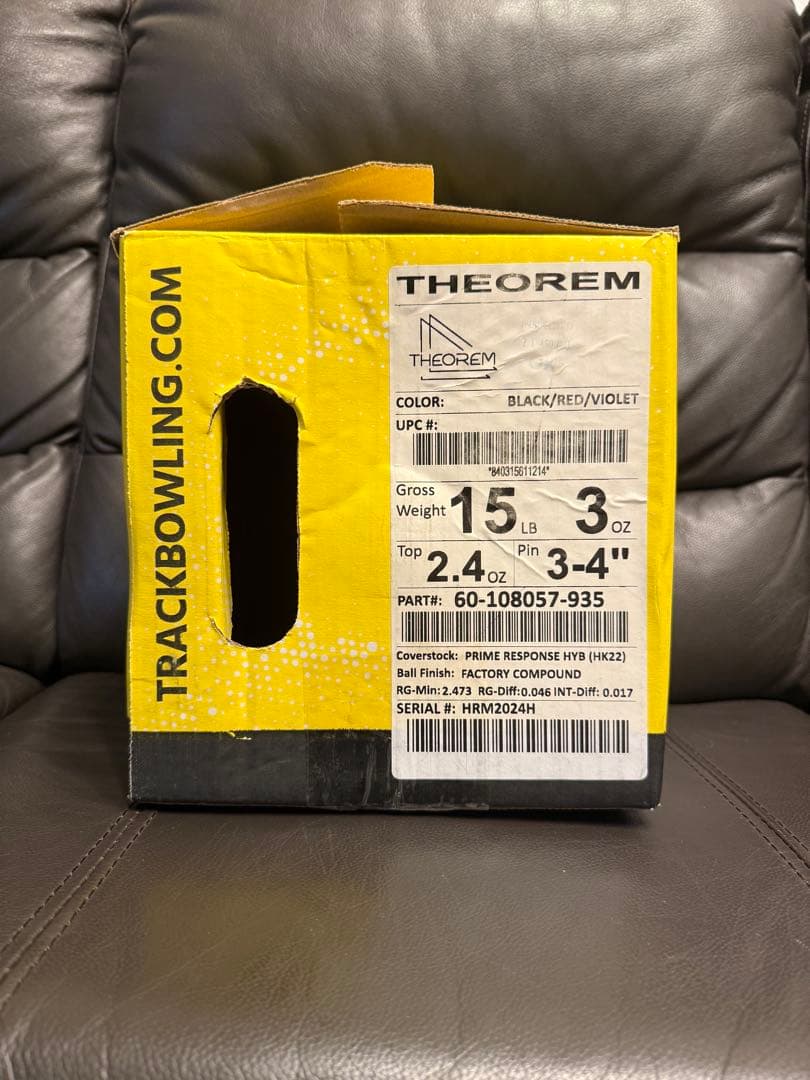 TRACKBOWLING.COM
THEOREM
THEOREM
COLOR: BLACK/RED/VIOLET
UPC #:
*840315611214*
Gross Weight 15 LB 3 OZ
Top 2.4 OZ Pin 3-4"
PART#: 60-108057-935
Coverstock: PRIME RESPONSE HYB (HK22)
Ball Finish: FACTORY COMPOUND
RG-Min: 2.473 RG-Diff: 0.046 INT-Diff: 0.017
SERIAL #: HRM2024H